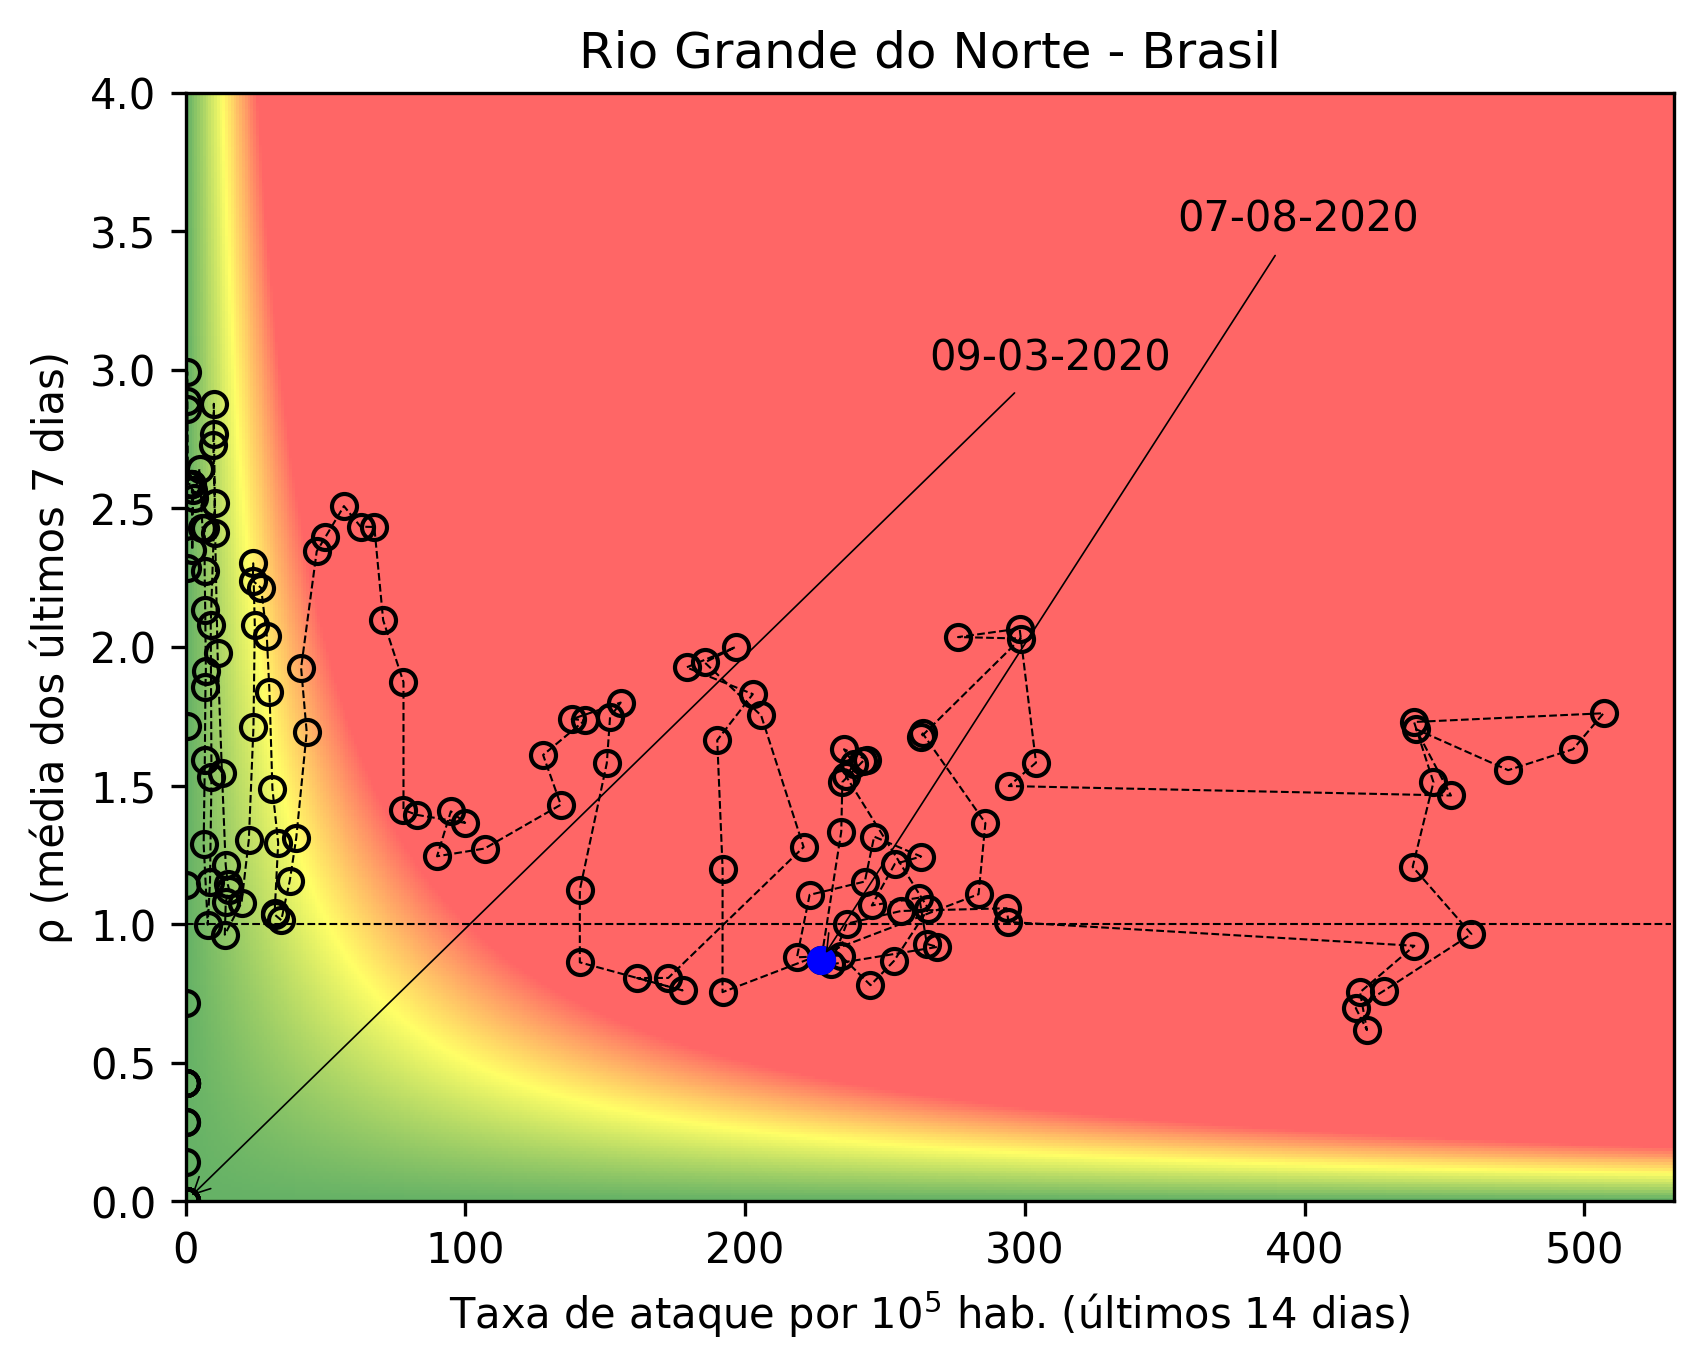 Rio Grande do Norte - Brasil
4.0
3.5
3.0
2.5
2.0
1.5
1.0
0.5
0.0
ρ (média dos últimos 7 dias)
07-08-2020
09-03-2020
0 100 200 300 400 500
Taxa de ataque por 10⁵ hab. (últimos 14 dias)